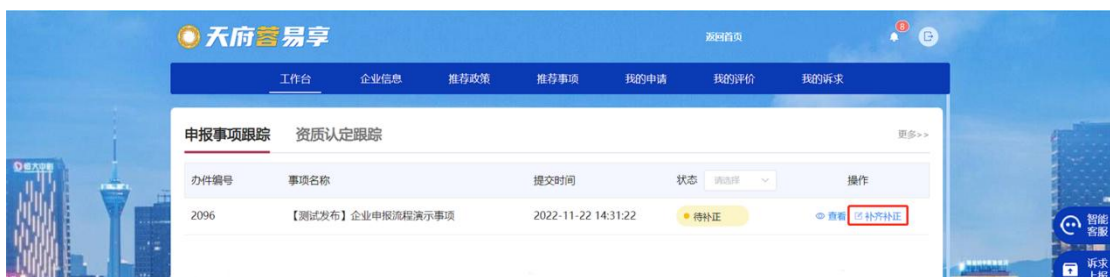 天府蓉易享
返回首页
8
工作台 企业信息 推荐政策 推荐事项 我的申请 我的评价 我的诉求
申报事项跟踪 资质认定跟踪 更多>>
办件编号 事项名称 提交时间 状态 请选择 操作
2096 【测试发布】企业申报流程演示事项 2022-11-22 14:31:22 待补正 查看 补齐补正
恒大中心
智能
客服
诉求
上报